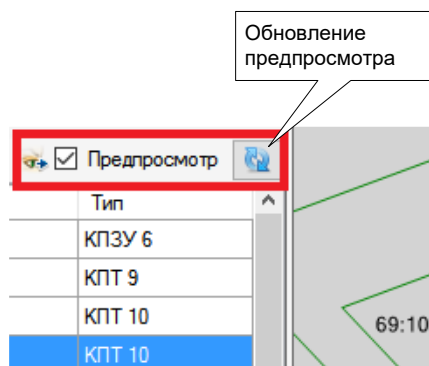 Обновление
предпросмотра
Предпросмотр
Тип
КПЗУ 6
КПТ 9
КПТ 10
КПТ 10
69:10